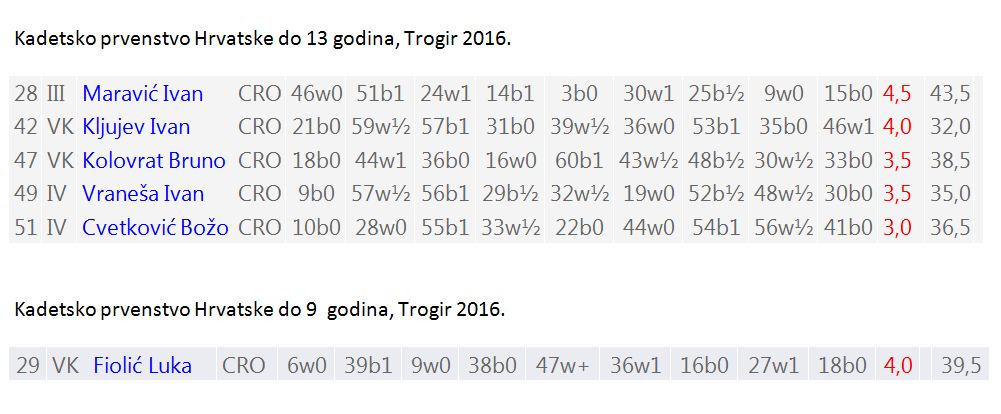 Kadetsko prvenstvo Hrvatske do 13 godina, Trogir 2016.
28 III Maravić Ivan CRO 46w0 51b1 24w1 14b1 3b0 30w1 25b½ 9w0 15b0 4,5 43,5
42 VK Kljujev Ivan CRO 21b0 59w½ 57b1 31b0 39w½ 36w0 53b1 35b0 46w1 4,0 32,0
47 VK Kolovrat Bruno CRO 18b0 44w1 36b0 16w0 60b1 43w½ 48b½ 30w½ 33b0 3,5 38,5
49 IV Vraneša Ivan CRO 9b0 57w½ 56b1 29b½ 32w½ 19w0 52b½ 48w½ 30b0 3,5 35,0
51 IV Cvetković Božo CRO 10b0 28w0 55b1 33w½ 22b0 44w0 54b1 56w½ 41b0 3,0 36,5
Kadetsko prvenstvo Hrvatske do 9 godina, Trogir 2016.
29 VK Fiolić Luka CRO 6w0 39b1 9w0 38b0 47w+ 36w1 16b0 27w1 18b0 4,0 39,5